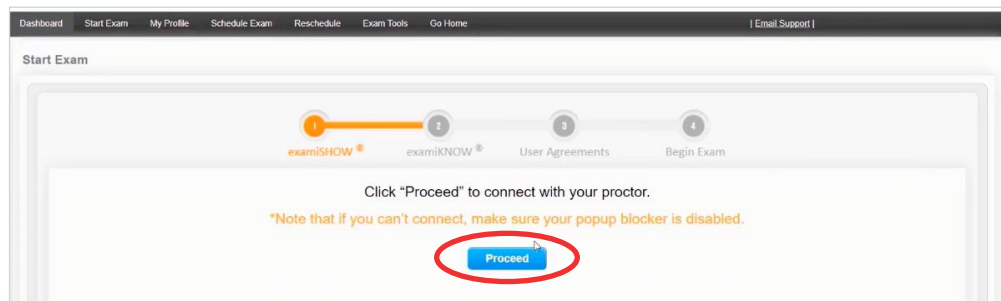 Dashboard Start Exam My Profile Schedule Exam Reschedule Exam Tools Go Home | Email Support |
Start Exam
1 2 3 4
examiSHOW ® examiKNOW ® User Agreements Begin Exam
Click “Proceed” to connect with your proctor.
*Note that if you can’t connect, make sure your popup blocker is disabled.
Proceed